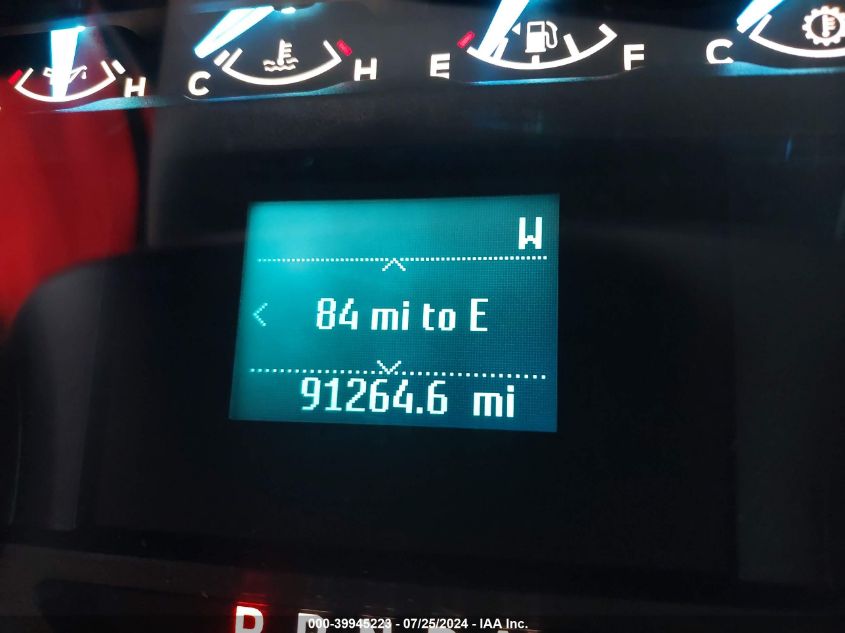 H C H E F C
W
84 mi to E
91264.6 mi
P R N D
000-39945223 - 07/25/2024 - IAA Inc.